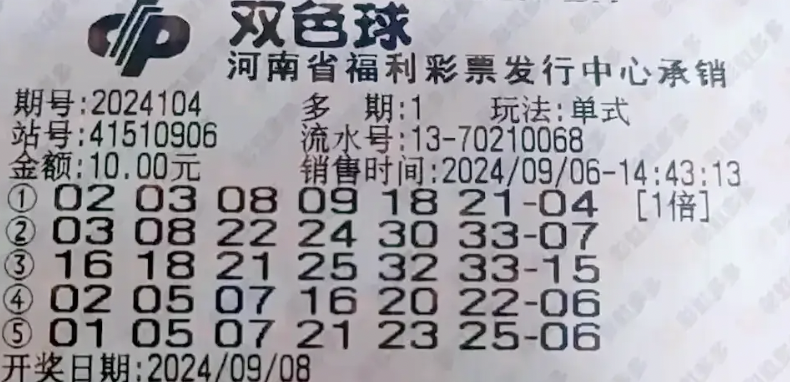 双色球
河南省福利彩票发行中心承销
期号:2024104 多 期:1 玩法:单式
站号:41510906 流水号:13-70210068
金额:10.00元 销售时间:2024/09/06-14:43:13
① 02 03 08 09 18 21-04 [1倍]
② 03 08 22 24 30 33-07
③ 16 18 21 25 32 33-15
④ 02 05 07 16 20 22-06
⑤ 01 05 07 21 23 25-06
开奖日期:2024/09/08